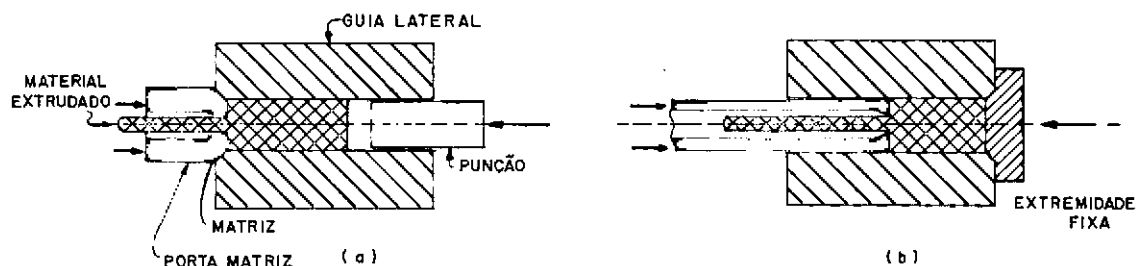 GUIA LATERAL
MATERIAL
EXTRUDADO
PUNÇÃO
MATRIZ
PORTA MATRIZ
(a)
EXTREMIDADE
FIXA
(b)